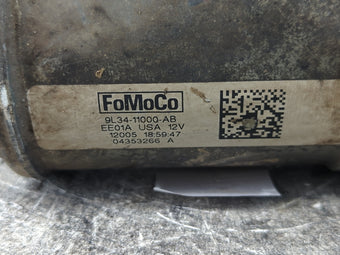 FoMoCo
9L34-11000-AB
EE01A USA 12V
12005 18:59:47
04353266 A